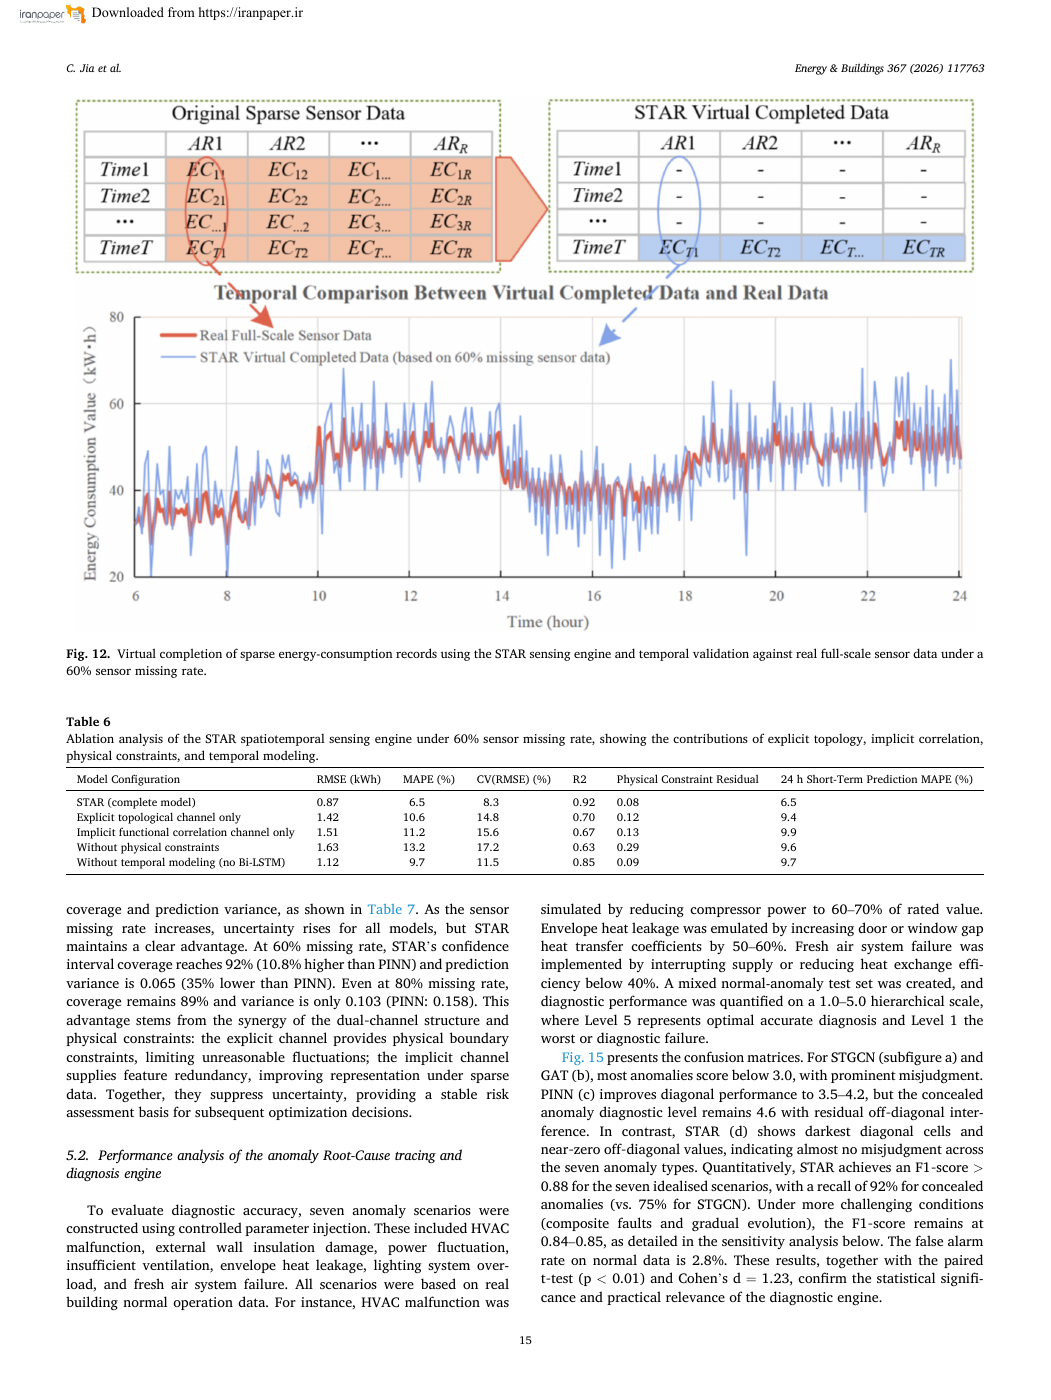 iranpaper Downloaded from https://iranpaper.ir
C. Jia et al.
Energy & Buildings 367 (2026) 117763
Original Sparse Sensor Data
AR1 AR2 ... AR_R
Time1 EC_11 EC_12 EC_1... EC_1R
Time2 EC_21 EC_22 EC_2... EC_2R
... EC_...1 EC_...2 EC_3... EC_3R
TimeT EC_T1 EC_T2 EC_T... EC_TR
STAR Virtual Completed Data
AR1 AR2 ... AR_R
Time1 - - - -
Time2 - - - -
... - - - -
TimeT EC_T1 EC_T2 EC_T... EC_TR
Temporal Comparison Between Virtual Completed Data and Real Data
Real Full-Scale Sensor Data
STAR Virtual Completed Data (based on 60% missing sensor data)
Energy Consumption Value (kW·h)
80
60
40
20
6 8 10 12 14 16 18 20 22 24
Time (hour)
Fig. 12. Virtual completion of sparse energy-consumption records using the STAR sensing engine and temporal validation against real full-scale sensor data under a
60% sensor missing rate.
Table 6
Ablation analysis of the STAR spatiotemporal sensing engine under 60% sensor missing rate, showing the contributions of explicit topology, implicit correlation,
physical constraints, and temporal modeling.
Model Configuration RMSE (kWh) MAPE (%) CV(RMSE) (%) R2 Physical Constraint Residual 24 h Short-Term Prediction MAPE (%)
STAR (complete model) 0.87 6.5 8.3 0.92 0.08 6.5
Explicit topological channel only 1.42 10.6 14.8 0.70 0.12 9.4
Implicit functional correlation channel only 1.51 11.2 15.6 0.67 0.13 9.9
Without physical constraints 1.63 13.2 17.2 0.63 0.29 9.6
Without temporal modeling (no Bi-LSTM) 1.12 9.7 11.5 0.85 0.09 9.7
coverage and prediction variance, as shown in Table 7. As the sensor
missing rate increases, uncertainty rises for all models, but STAR
maintains a clear advantage. At 60% missing rate, STAR's confidence
interval coverage reaches 92% (10.8% higher than PINN) and prediction
variance is 0.065 (35% lower than PINN). Even at 80% missing rate,
coverage remains 89% and variance is only 0.103 (PINN: 0.158). This
advantage stems from the synergy of the dual-channel structure and
physical constraints: the explicit channel provides physical boundary
constraints, limiting unreasonable fluctuations; the implicit channel
supplies feature redundancy, improving representation under sparse
data. Together, they suppress uncertainty, providing a stable risk
assessment basis for subsequent optimization decisions.
5.2. Performance analysis of the anomaly Root-Cause tracing and
diagnosis engine
To evaluate diagnostic accuracy, seven anomaly scenarios were
constructed using controlled parameter injection. These included HVAC
malfunction, external wall insulation damage, power fluctuation,
insufficient ventilation, envelope heat leakage, lighting system over-
load, and fresh air system failure. All scenarios were based on real
building normal operation data. For instance, HVAC malfunction was
simulated by reducing compressor power to 60–70% of rated value.
Envelope heat leakage was emulated by increasing door or window gap
heat transfer coefficients by 50–60%. Fresh air system failure was
implemented by interrupting supply or reducing heat exchange effi-
ciency below 40%. A mixed normal-anomaly test set was created, and
diagnostic performance was quantified on a 1.0–5.0 hierarchical scale,
where Level 5 represents optimal accurate diagnosis and Level 1 the
worst or diagnostic failure.
Fig. 15 presents the confusion matrices. For STGCN (subfigure a) and
GAT (b), most anomalies score below 3.0, with prominent misjudgment.
PINN (c) improves diagonal performance to 3.5–4.2, but the concealed
anomaly diagnostic level remains 4.6 with residual off-diagonal inter-
ference. In contrast, STAR (d) shows darkest diagonal cells and
near-zero off-diagonal values, indicating almost no misjudgment across
the seven anomaly types. Quantitatively, STAR achieves an F1-score >
0.88 for the seven idealised scenarios, with a recall of 92% for concealed
anomalies (vs. 75% for STGCN). Under more challenging conditions
(composite faults and gradual evolution), the F1-score remains at
0.84–0.85, as detailed in the sensitivity analysis below. The false alarm
rate on normal data is 2.8%. These results, together with the paired
t-test (p < 0.01) and Cohen's d = 1.23, confirm the statistical signifi-
cance and practical relevance of the diagnostic engine.
15